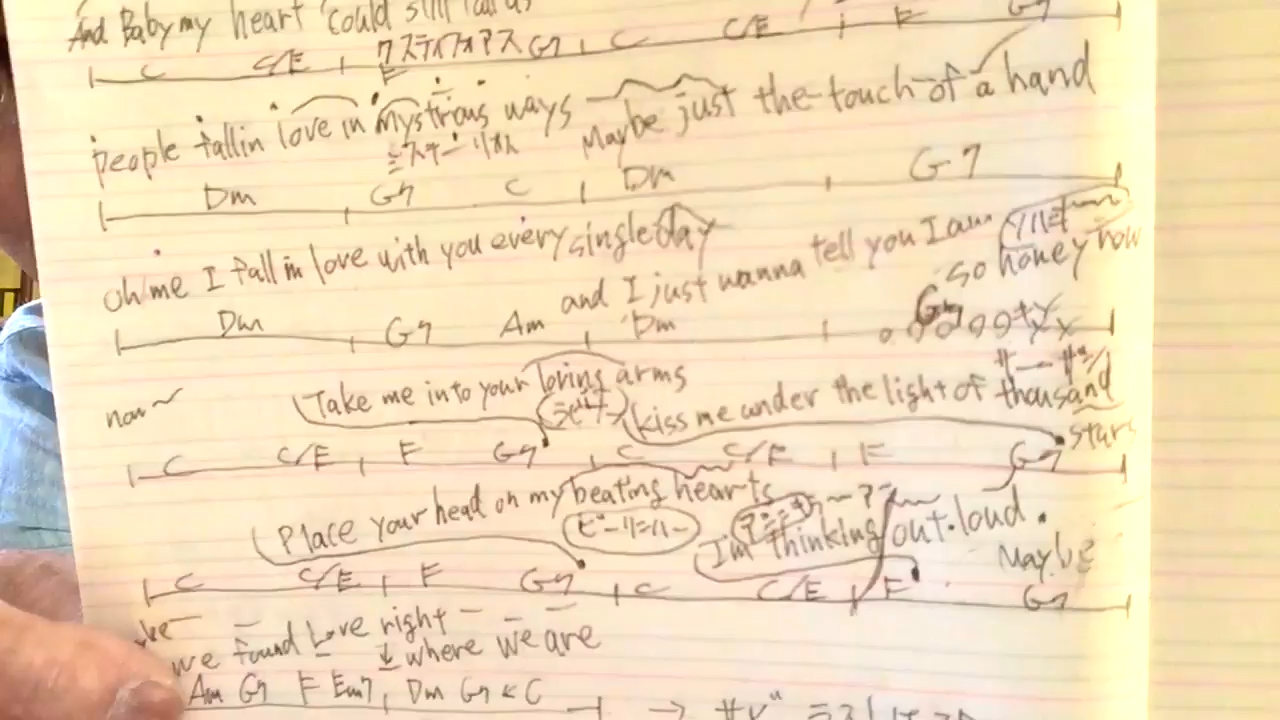 And Baby my heart could still
C C/E クスティフォアス F G7 C C/E F G7
people fallin love in mystrious ways Maybe just the touch of a hand
ミステーリオス
Dm G7 C Dm G7
oh me I fall in love with you every single day
and I just wanna tell you I am
so honey now
Dm G7 Am Dm G7
now~ Take me into your loving arms
kiss me under the light of thousand
stars
C C/E F G7 C C/E F G7
Place your head on my beating hearts
ビーリニハー
I'm thinking out loud.
Maybe
C C/E F G7 C C/E F G7
we found Love right
where we are
Am G7 F Em7, Dm G7 C